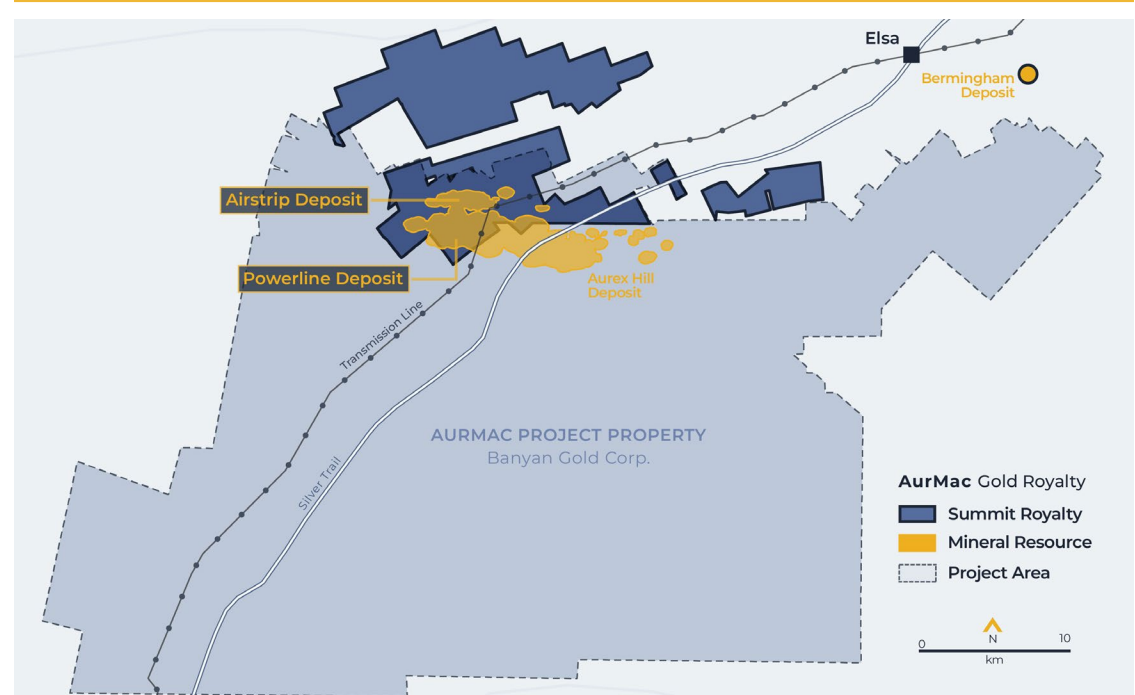 Elsa
Bermingham
Deposit
Airstrip Deposit
Powerline Deposit
Aurex Hill
Deposit
Transmission Line
Silver Trail
AURMAC PROJECT PROPERTY
Banyan Gold Corp.
AurMac Gold Royalty
Summit Royalty
Mineral Resource
Project Area
0 N 10
km